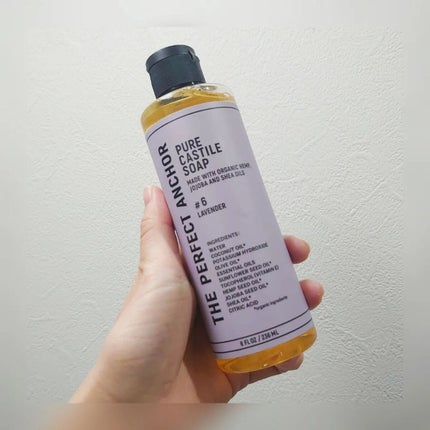 THE PERFECT ANCHOR
PURE
CASTILE
SOAP
MADE WITH ORGANIC HEMP,
JOJOBA AND SHEA OILS
#6
LAVENDER
INGREDIENTS:
WATER
COCONUT OIL*
POTASSIUM HYDROXIDE
OLIVE OIL*
ESSENTIAL OILS
SUNFLOWER SEED OIL*
TOCOPHEROL (VITAMIN E)
HEMP SEED OIL*
JOJOBA SEED OIL*
SHEA OIL*
CITRIC ACID
*organic ingredients
8 FL OZ / 236 ML